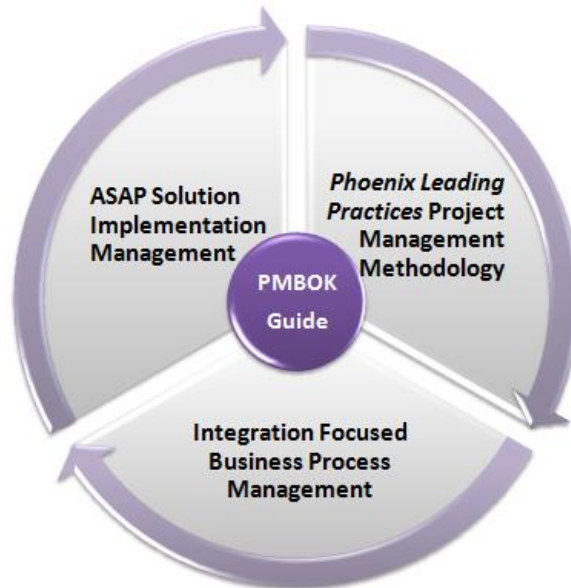 ASAP Solution
Implementation
Management
Phoenix Leading
Practices Project
Management
Methodology
PMBOK
Guide
Integration Focused
Business Process
Management